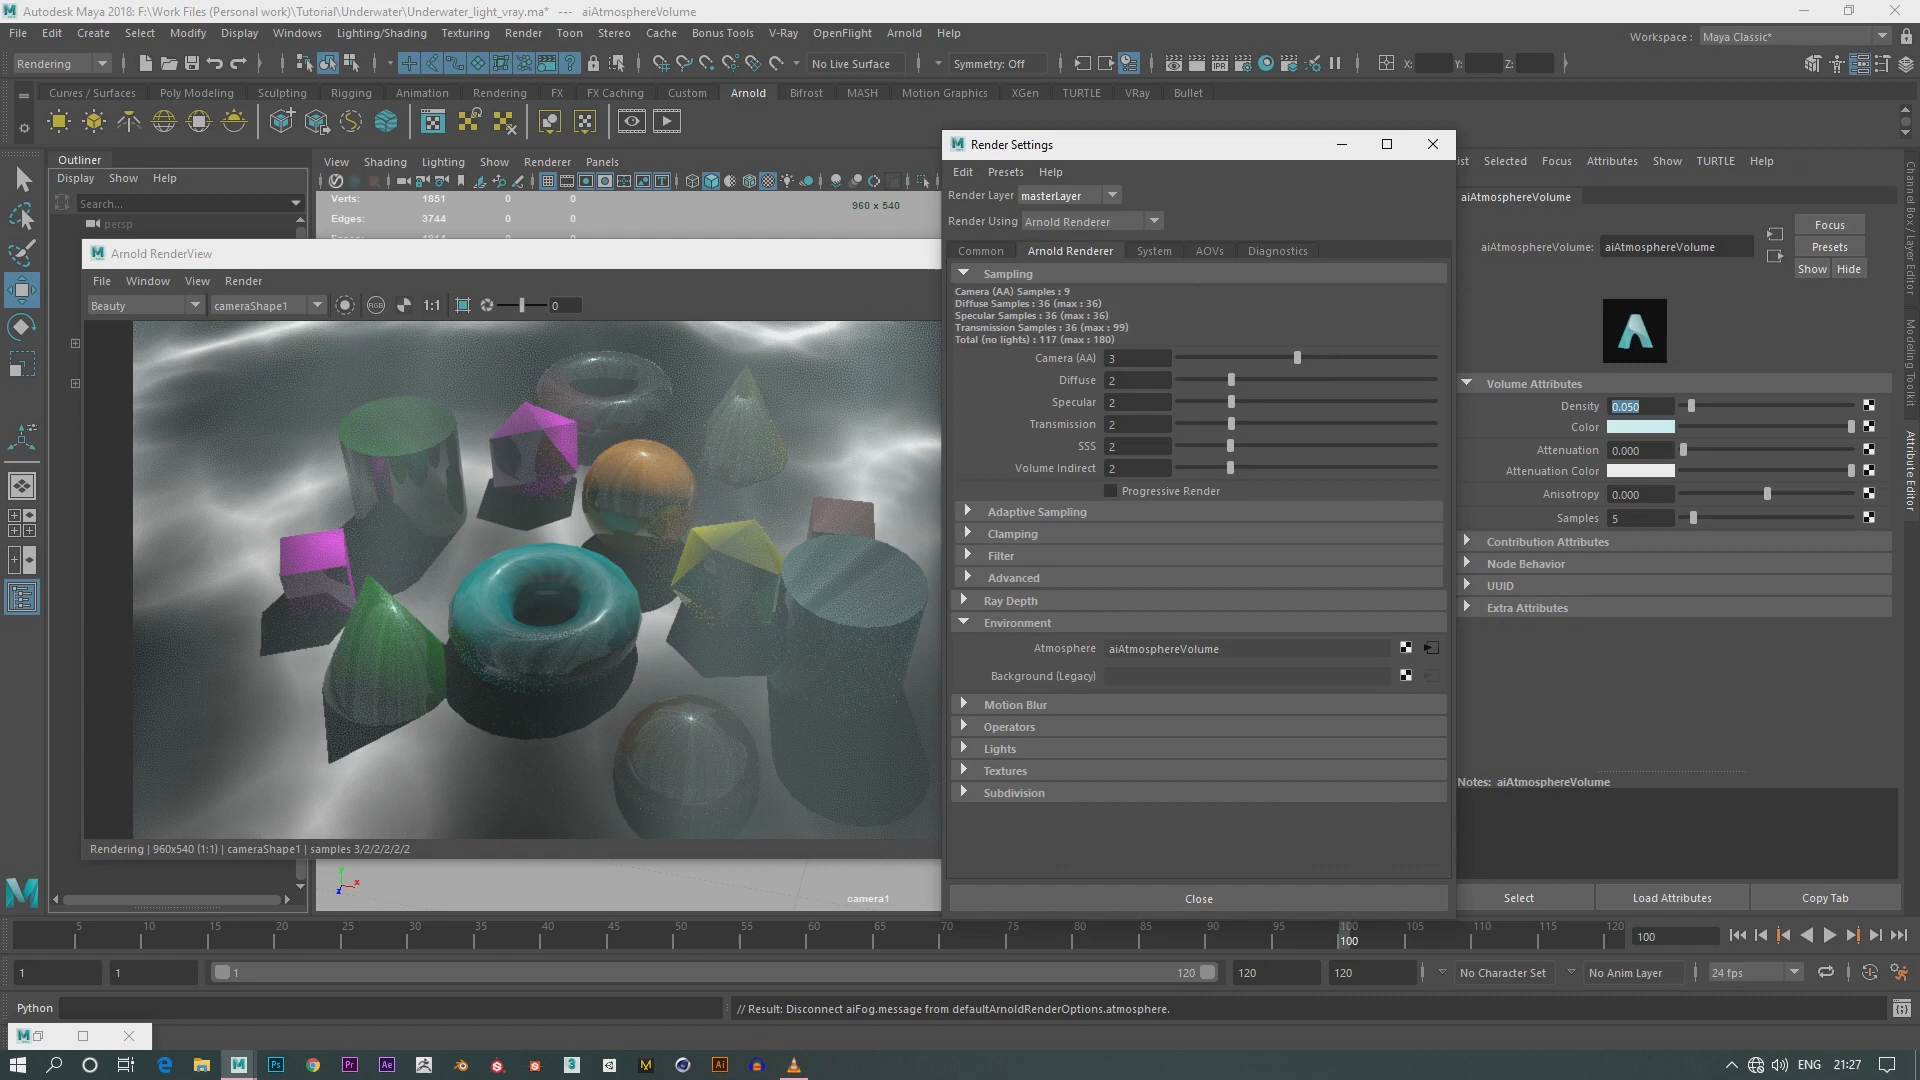 Autodesk Maya 2018: F:\Work Files (Personal work)\Tutorial\Underwater\Underwater_light_vray.ma*   ---   aiAtmosphereVolume
File Edit Create Select Modify Display Windows Lighting/Shading Texturing Render Toon Stereo Cache Bonus Tools V-Ray OpenFlight Arnold Help
Workspace : Maya Classic*
Rendering No Live Surface Symmetry: Off X: Y: Z:
Curves / Surfaces Poly Modeling Sculpting Rigging Animation Rendering FX FX Caching Custom Arnold Bifrost MASH Motion Graphics XGen TURTLE VRay Bullet
Outliner
Display Show Help
Search...
persp
View Shading Lighting Show Renderer Panels
Verts: 1851 0 0
Edges: 3744 0 0
960 x 540
Arnold RenderView
File Window View Render
Beauty cameraShape1 1:1 0
Rendering | 960x540 (1:1) | cameraShape1 | samples 3/2/2/2/2/2
camera1
Render Settings
Edit Presets Help
Render Layer masterLayer
Render Using Arnold Renderer
Common Arnold Renderer System AOVs Diagnostics
Sampling
Camera (AA) Samples : 9
Diffuse Samples : 36 (max : 36)
Specular Samples : 36 (max : 36)
Transmission Samples : 36 (max : 99)
Total (no lights) : 117 (max : 180)
Camera (AA) 3
Diffuse 2
Specular 2
Transmission 2
SSS 2
Volume Indirect 2
Progressive Render
Adaptive Sampling
Clamping
Filter
Advanced
Ray Depth
Environment
Atmosphere aiAtmosphereVolume
Background (Legacy)
Motion Blur
Operators
Lights
Textures
Subdivision
Close
ist Selected Focus Attributes Show TURTLE Help
aiAtmosphereVolume
aiAtmosphereVolume: aiAtmosphereVolume
Focus
Presets
Show Hide
Volume Attributes
Density 0.050
Color
Attenuation 0.000
Attenuation Color
Anisotropy 0.000
Samples 5
Contribution Attributes
Node Behavior
UUID
Extra Attributes
Notes: aiAtmosphereVolume
Select Load Attributes Copy Tab
Channel Box / Layer Editor
Modeling Toolkit
Attribute Editor
5 10 15 20 25 30 35 40 45 50 55 60 65 70 75 80 85 90 95 100 105 110 115 120
100
100
1 1 1 120 120 120 No Character Set No Anim Layer 24 fps
Python // Result: Disconnect aiFog.message from defaultArnoldRenderOptions.atmosphere.
ENG 21:27